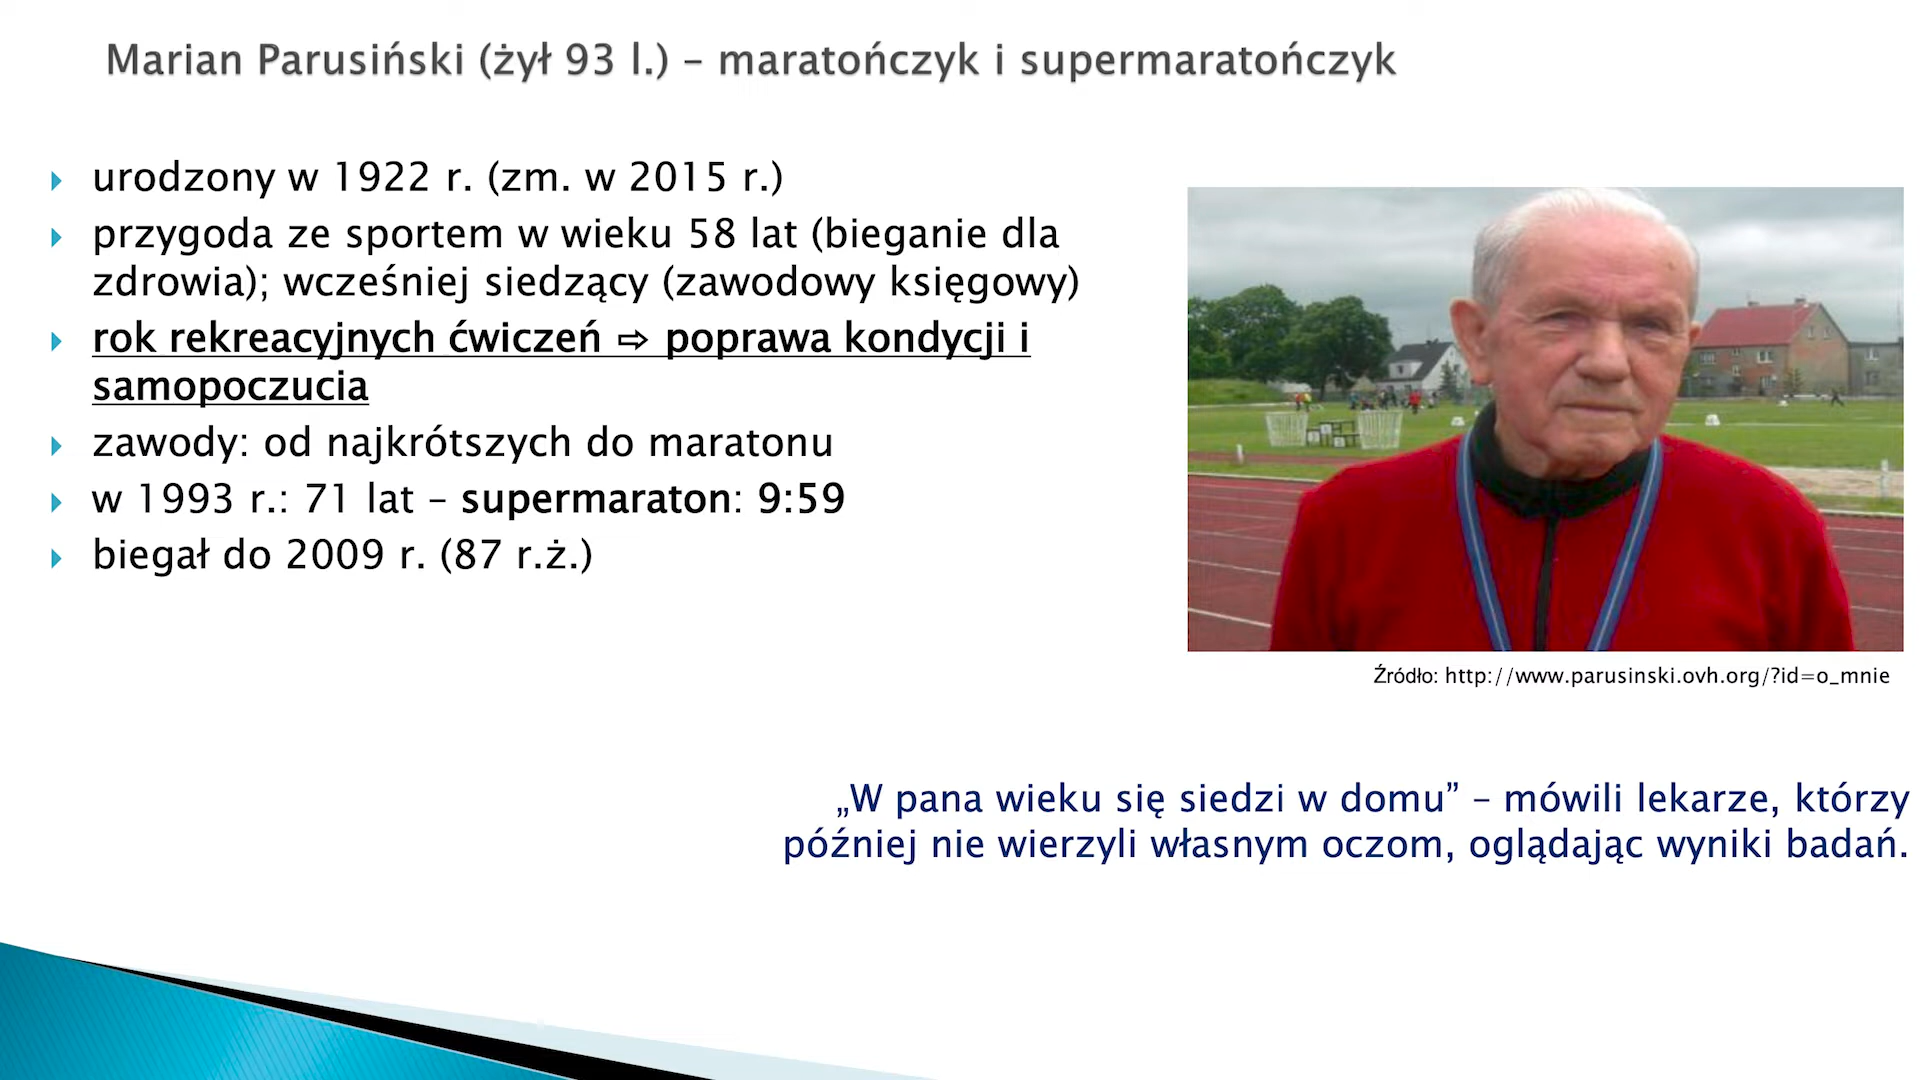 Marian Parusiński (żył 93 l.) – maratończyk i supermaratończyk
urodzony w 1922 r. (zm. w 2015 r.)
przygoda ze sportem w wieku 58 lat (bieganie dla
zdrowia); wcześniej siedzący (zawodowy księgowy)
rok rekreacyjnych ćwiczeń ⇨ poprawa kondycji i
samopoczucia
zawody: od najkrótszych do maratonu
w 1993 r.: 71 lat – supermaraton: 9:59
biegał do 2009 r. (87 r.ż.)
Źródło: http://www.parusinski.ovh.org/?id=o_mnie
„W pana wieku się siedzi w domu” – mówili lekarze, którzy
później nie wierzyli własnym oczom, oglądając wyniki badań.